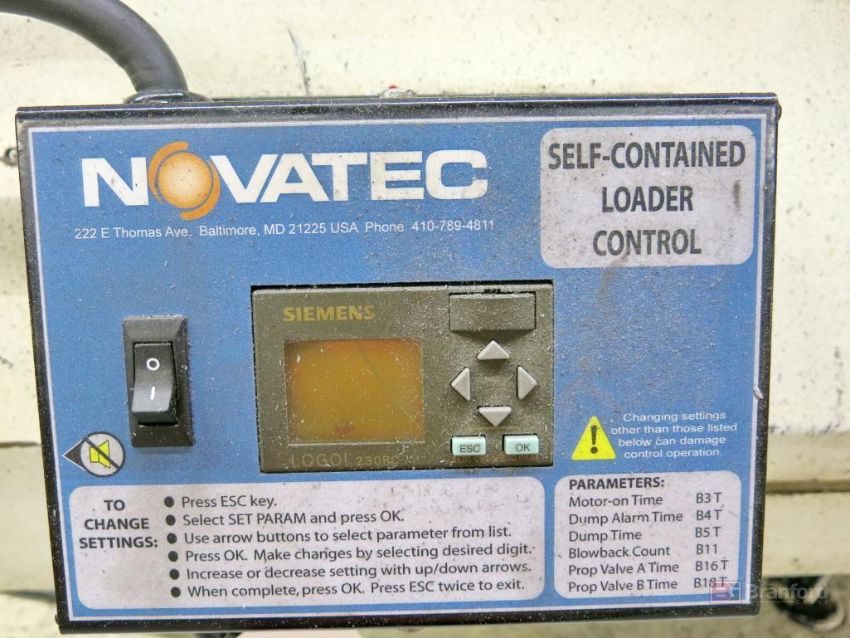 NOVATEC
222 E Thomas Ave. Baltimore, MD 21225 USA Phone 410-789-4811
SELF-CONTAINED
LOADER
CONTROL
SIEMENS
O
I
ESC
OK
LOGO! 230RC
Changing settings
other than those listed
below can damage
control operation.
TO
CHANGE
SETTINGS:
• Press ESC key.
• Select SET PARAM and press OK.
• Use arrow buttons to select parameter from list.
• Press OK. Make changes by selecting desired digit.
• Increase or decrease setting with up/down arrows.
• When complete, press OK. Press ESC twice to exit.
PARAMETERS:
Motor-on Time B3 T
Dump Alarm Time B4 T
Dump Time B5 T
Blowback Count B11
Prop Valve A Time B16 T
Prop Valve B Time B18 T
Branford